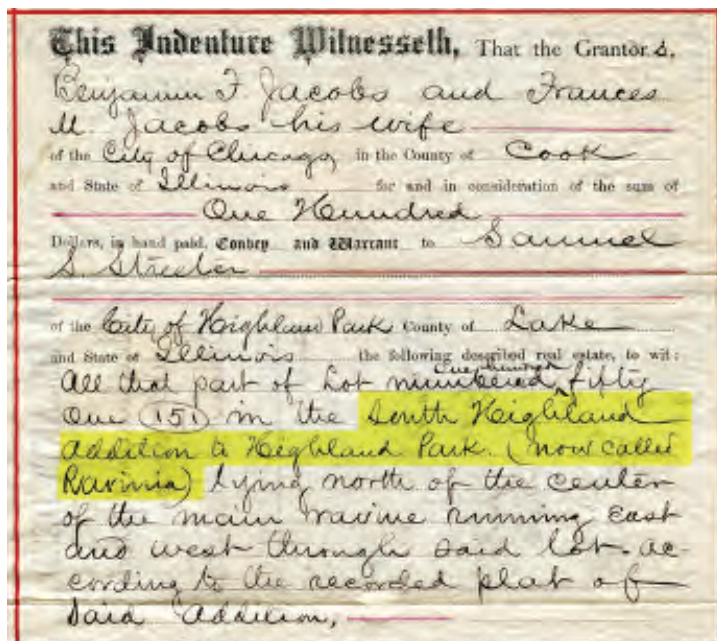 This Indenture Witnesseth, That the Grantor s,
Benjamin F. Jacobs and Frances
M. Jacobs his wife
of the City of Chicago, in the County of Cook
and State of Illinois for and in consideration of the sum of
One Hundred
Dollars, in hand paid, Convey and Warrant to Samuel
S. Streeter
of the City of Highland Park County of Lake
and State of Illinois the following described real estate, to wit:
All that part of Lot numbered one hundred fifty
One (151) in the South Highland
addition to Highland Park. (now called
Ravinia) lying north of the center
of the main ravine running east
and west through said lot. ac-
cording to the recorded plat of
said addition,